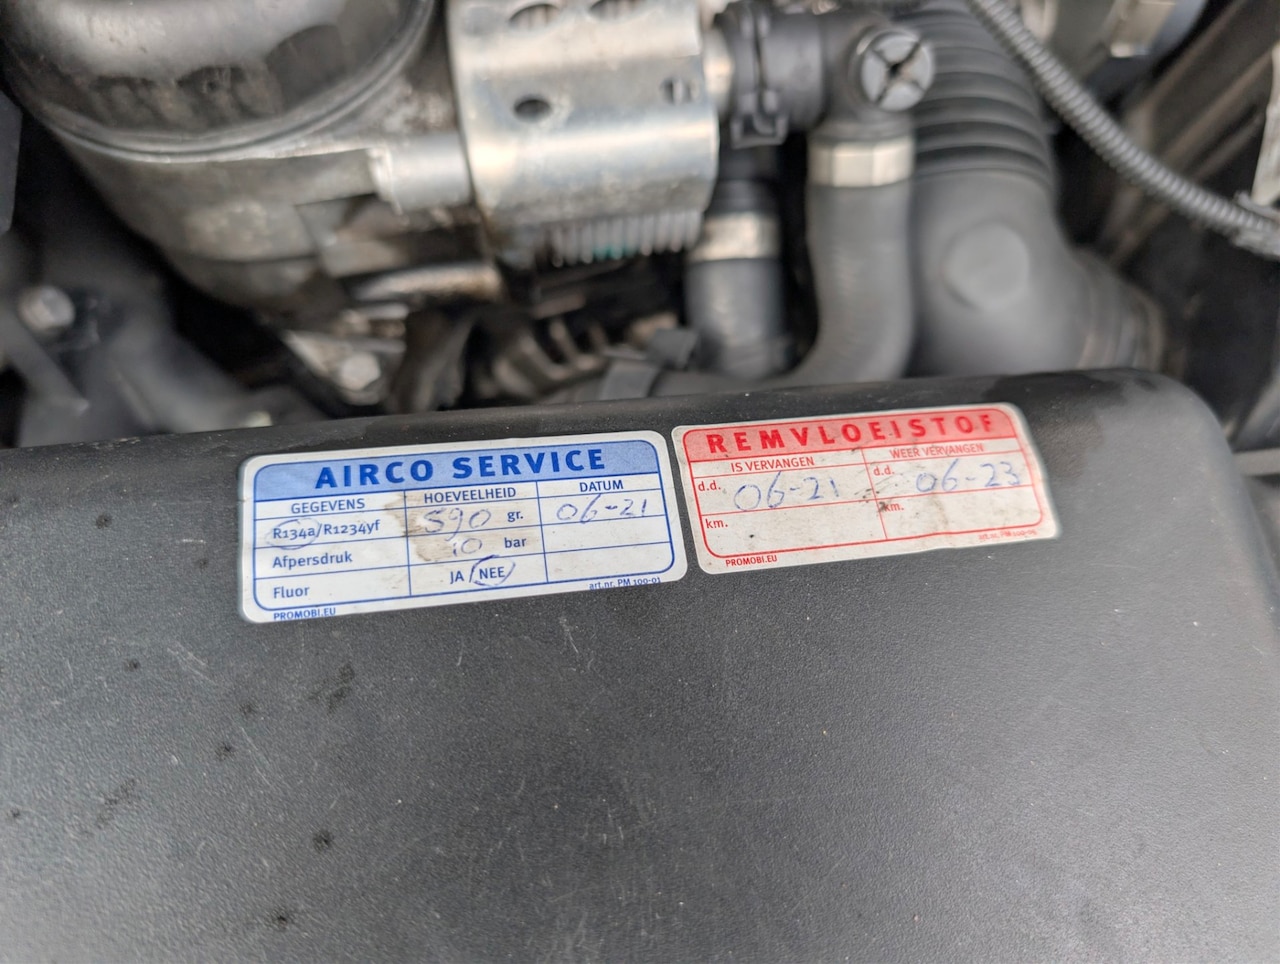 AIRCO SERVICE
GEGEVENS HOEVEELHEID DATUM
R134a/R1234yf 590 gr. 06-21
Afpersdruk 10 bar
Fluor JA/NEE
PROMOBI.EU art.nr. PM 100-01
REMVLOEISTOF
IS VERVANGEN WEER VERVANGEN
d.d. 06-21 d.d. 06-23
km. km.
PROMOBI.EU